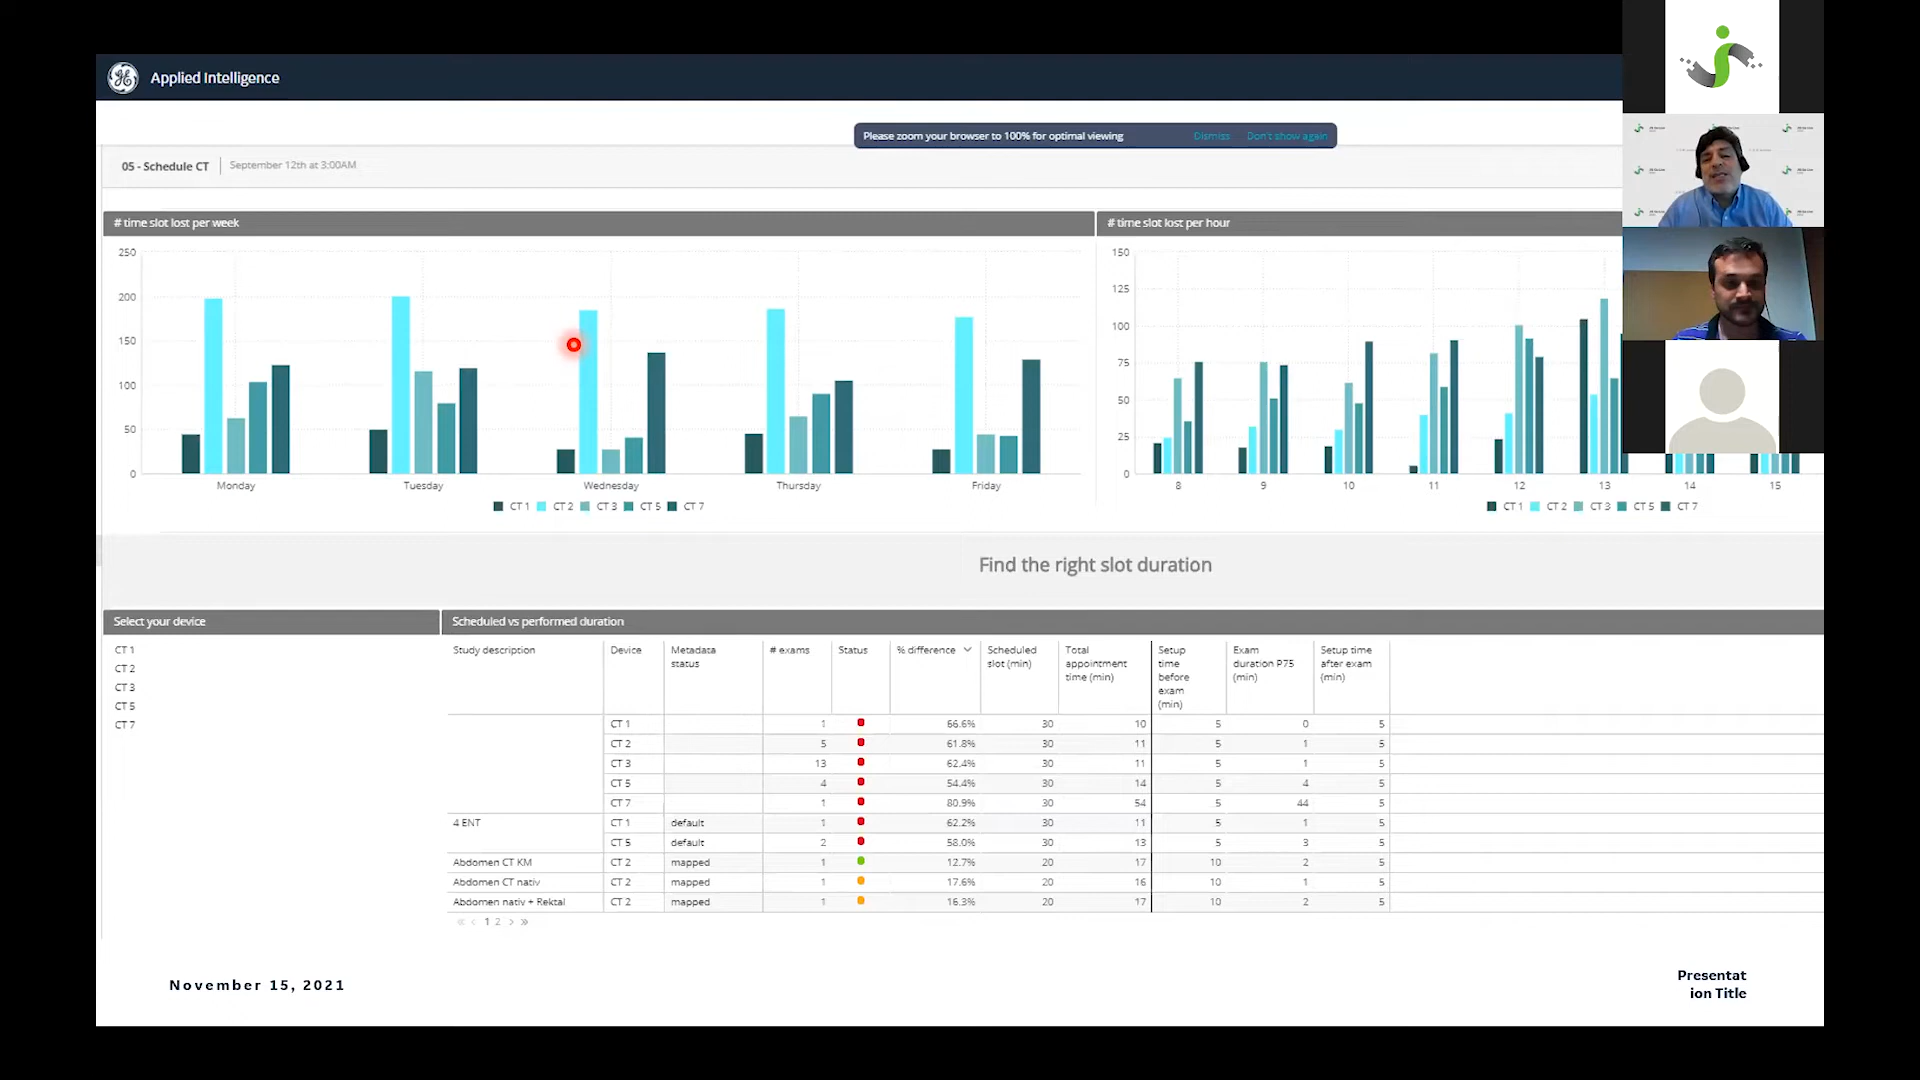 Applied Intelligence
Please zoom your browser to 100% for optimal viewing Dismiss Don't show again
05 - Schedule CT September 12th at 3:00AM
# time slot lost per week
250
200
150
100
50
0
Monday Tuesday Wednesday Thursday Friday
CT 1 CT 2 CT 3 CT 5 CT 7
# time slot lost per hour
150
125
100
75
50
25
0
8 9 10 11 12 13 14 15
CT 1 CT 2 CT 3 CT 5 CT 7
Find the right slot duration
Select your device
CT 1
CT 2
CT 3
CT 5
CT 7
Scheduled vs performed duration
Study description Device Metadata status # exams Status % difference Scheduled slot (min) Total appointment time (min) Setup time before exam (min) Exam duration P75 (min) Setup time after exam (min)
CT 1 1 66.6% 30 10 5 0 5
CT 2 5 61.8% 30 11 5 1 5
CT 3 13 62.4% 30 11 5 1 5
CT 5 4 54.4% 30 14 5 4 5
CT 7 1 80.9% 30 54 5 44 5
4 ENT CT 1 default 1 62.2% 30 11 5 1 5
CT 5 default 2 58.0% 30 13 5 3 5
Abdomen CT KM CT 2 mapped 1 12.7% 20 17 10 2 5
Abdomen CT nativ CT 2 mapped 1 17.6% 20 16 10 1 5
Abdomen nativ + Rektal CT 2 mapped 1 16.3% 20 17 10 2 5
« ‹ 1 2 › »
November 15, 2021
Presentat
ion Title